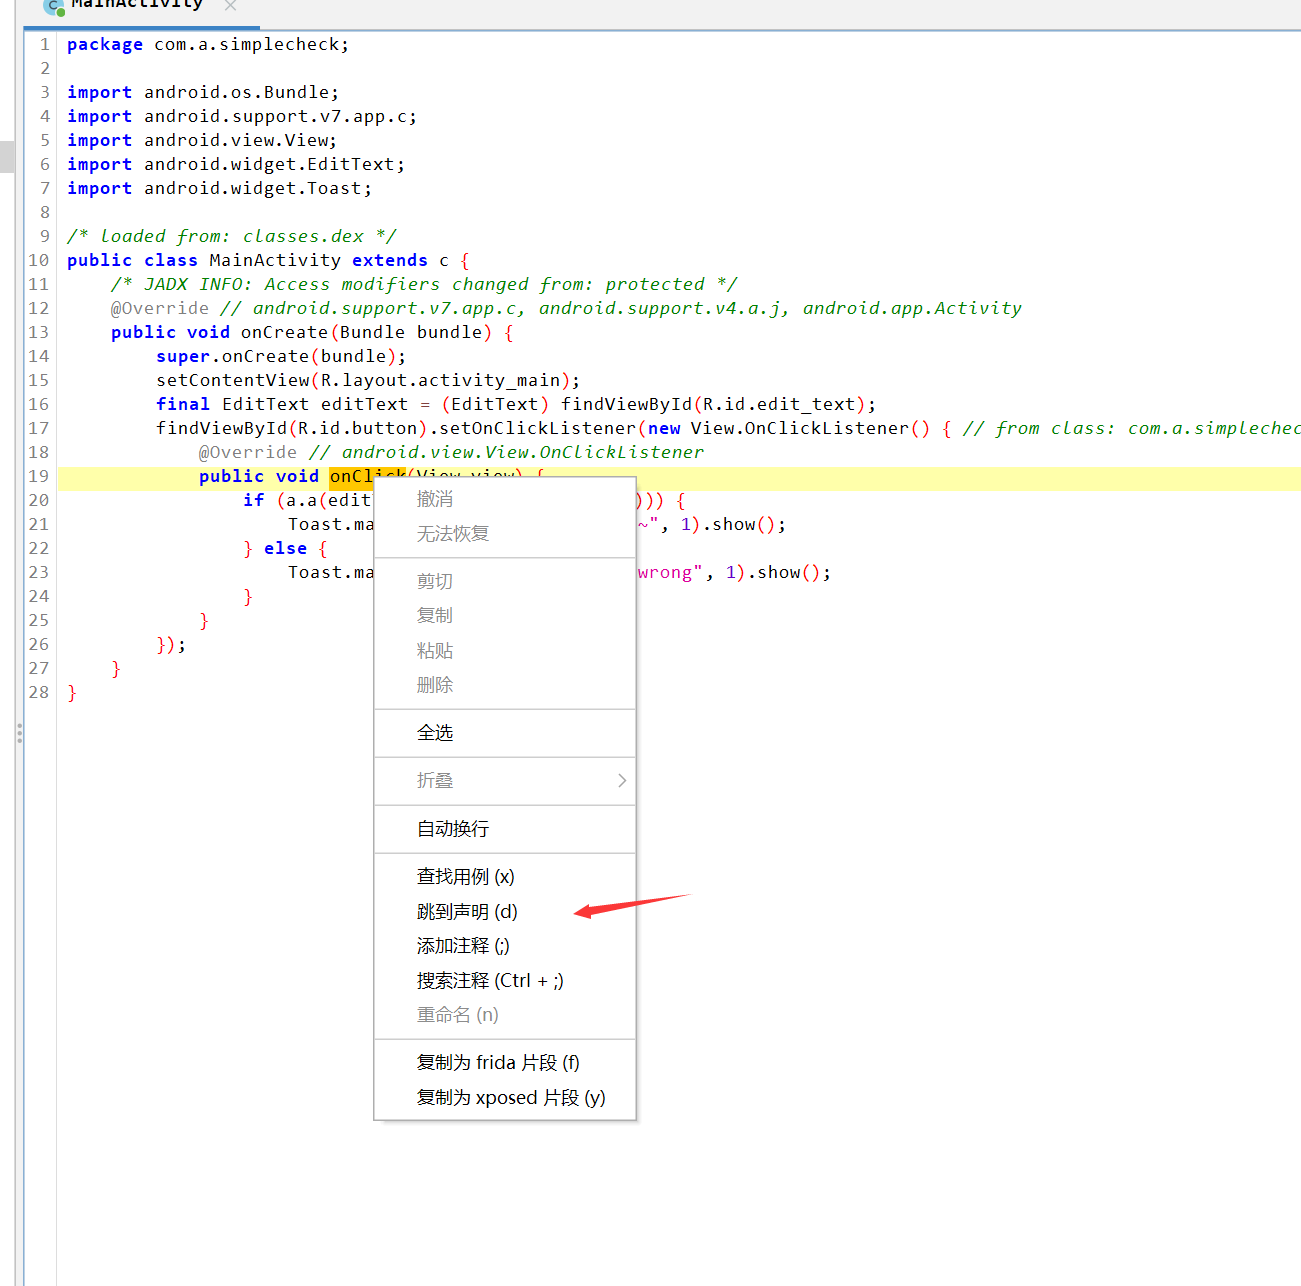 MainActivity
1 package com.a.simplecheck;
2
3 import android.os.Bundle;
4 import android.support.v7.app.c;
5 import android.view.View;
6 import android.widget.EditText;
7 import android.widget.Toast;
8
9 /* loaded from: classes.dex */
10 public class MainActivity extends c {
11 /* JADX INFO: Access modifiers changed from: protected */
12 @Override // android.support.v7.app.c, android.support.v4.a.j, android.app.Activity
13 public void onCreate(Bundle bundle) {
14 super.onCreate(bundle);
15 setContentView(R.layout.activity_main);
16 final EditText editText = (EditText) findViewById(R.id.edit_text);
17 findViewById(R.id.button).setOnClickListener(new View.OnClickListener() { // from class: com.a.simplechec
18 @Override // android.view.View.OnClickListener
19 public void onClick(View view) {
20 if (a.a(edit ))) {
21 Toast.ma ~", 1).show();
22 } else {
23 Toast.ma wrong", 1).show();
24 }
25 }
26 });
27 }
28 }
撤消
无法恢复
剪切
复制
粘贴
删除
全选
折叠
自动换行
查找用例 (x)
跳到声明 (d)
添加注释 (;)
搜索注释 (Ctrl + ;)
重命名 (n)
复制为 frida 片段 (f)
复制为 xposed 片段 (y)